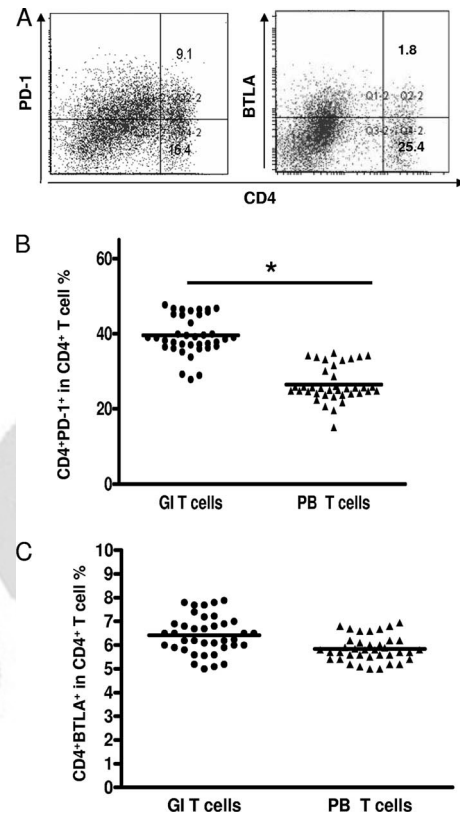 A
PD-1
9.1
16.4
BTLA
1.8
Q1-2 Q2-2
Q3-2 Q4-2
25.4
CD4
B
CD4+PD-1+ in CD4+ T cell %
60
40
20
0
*
GI T cells
PB T cells
C
CD4+BTLA+ in CD4+ T cell %
10
9
8
7
6
5
4
3
2
1
0
GI T cells
PB T cells